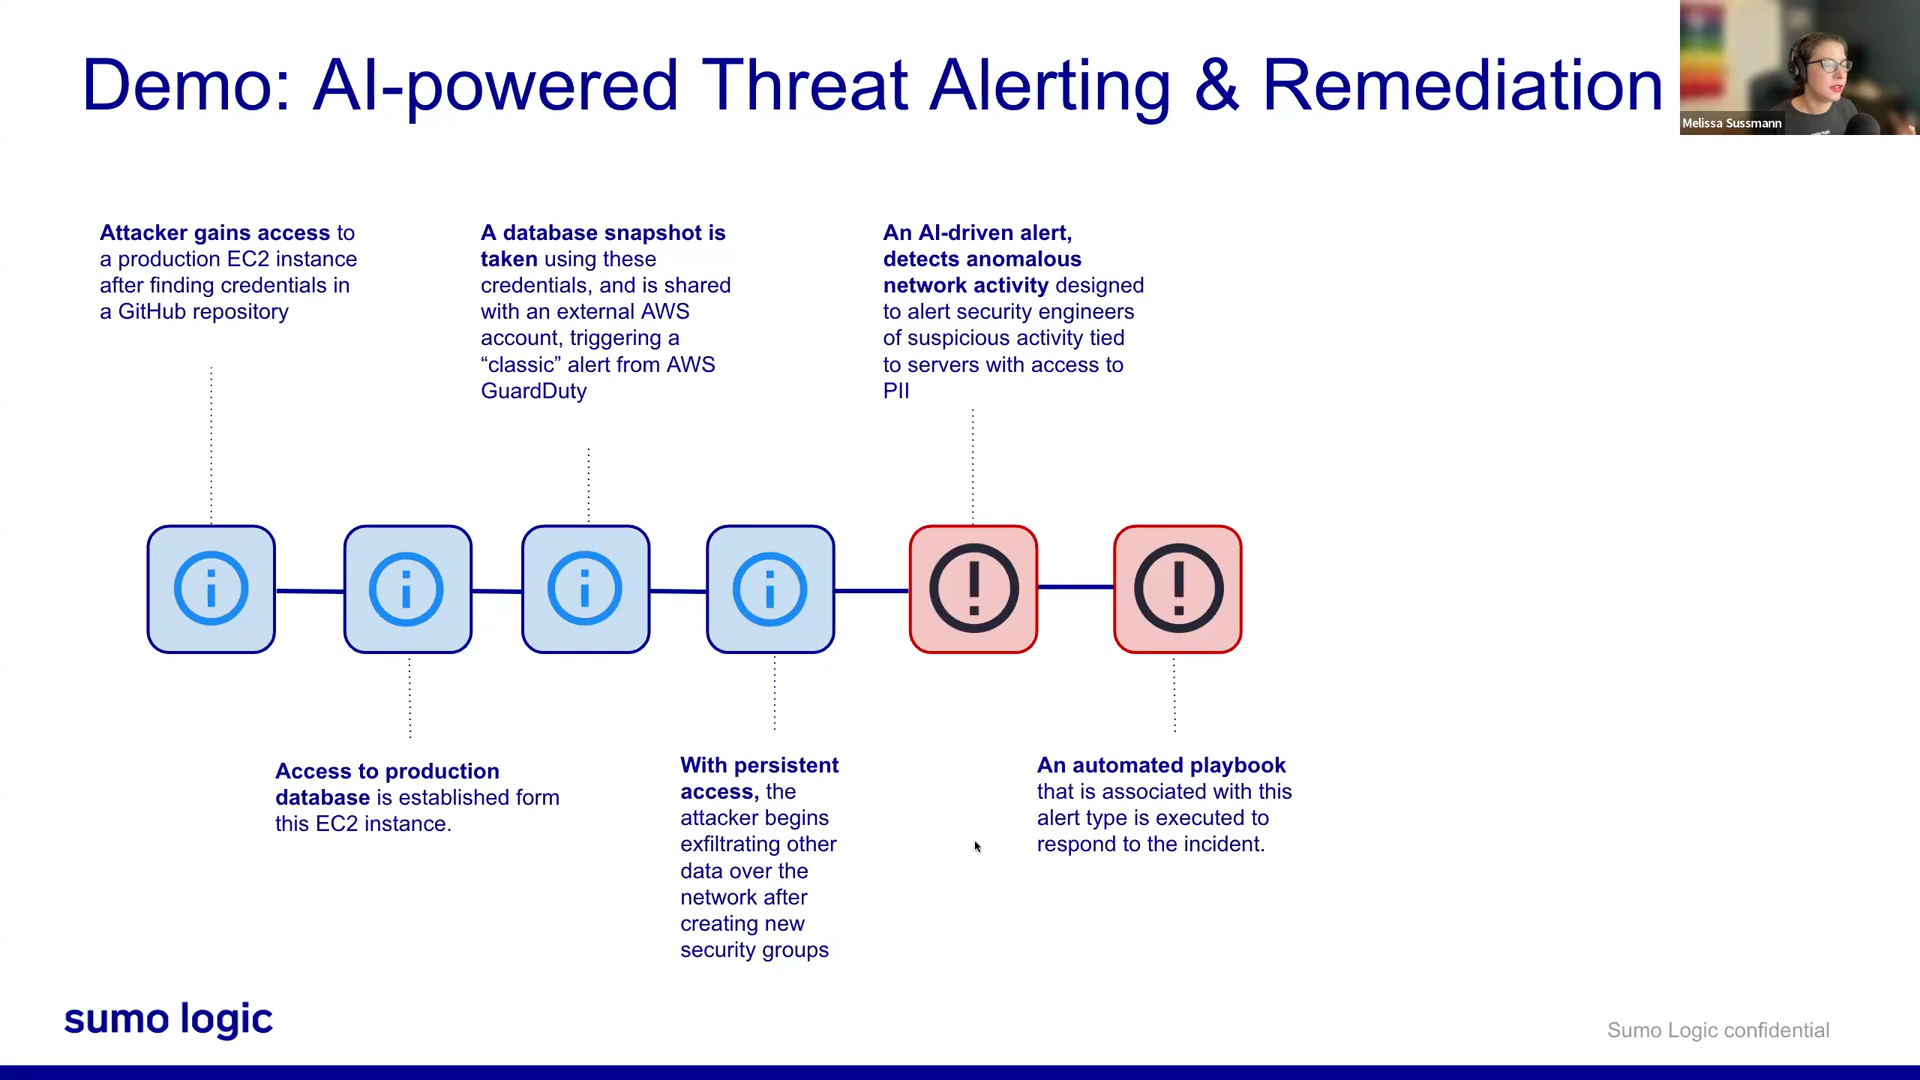 Demo: AI-powered Threat Alerting & Remediation
Melissa Sussmann
Attacker gains access to
a production EC2 instance
after finding credentials in
a GitHub repository
A database snapshot is
taken using these
credentials, and is shared
with an external AWS
account, triggering a
“classic” alert from AWS
GuardDuty
An AI-driven alert,
detects anomalous
network activity designed
to alert security engineers
of suspicious activity tied
to servers with access to
PII
Access to production
database is established form
this EC2 instance.
With persistent
access, the
attacker begins
exfiltrating other
data over the
network after
creating new
security groups
An automated playbook
that is associated with this
alert type is executed to
respond to the incident.
sumo logic
Sumo Logic confidential